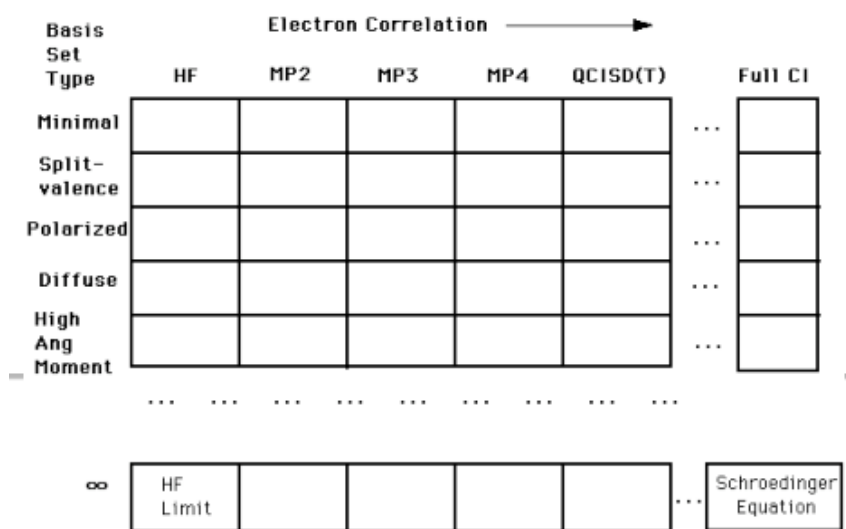 Basis
Set
Type
Electron Correlation
HF MP2 MP3 MP4 QCISD(T) Full CI
Minimal ...
Split-
valence ...
Polarized ...
Diffuse ...
High
Ang
Moment ...
... ... ... ... ... ... ... ... ...
∞ HF
Limit ... Schroedinger
Equation